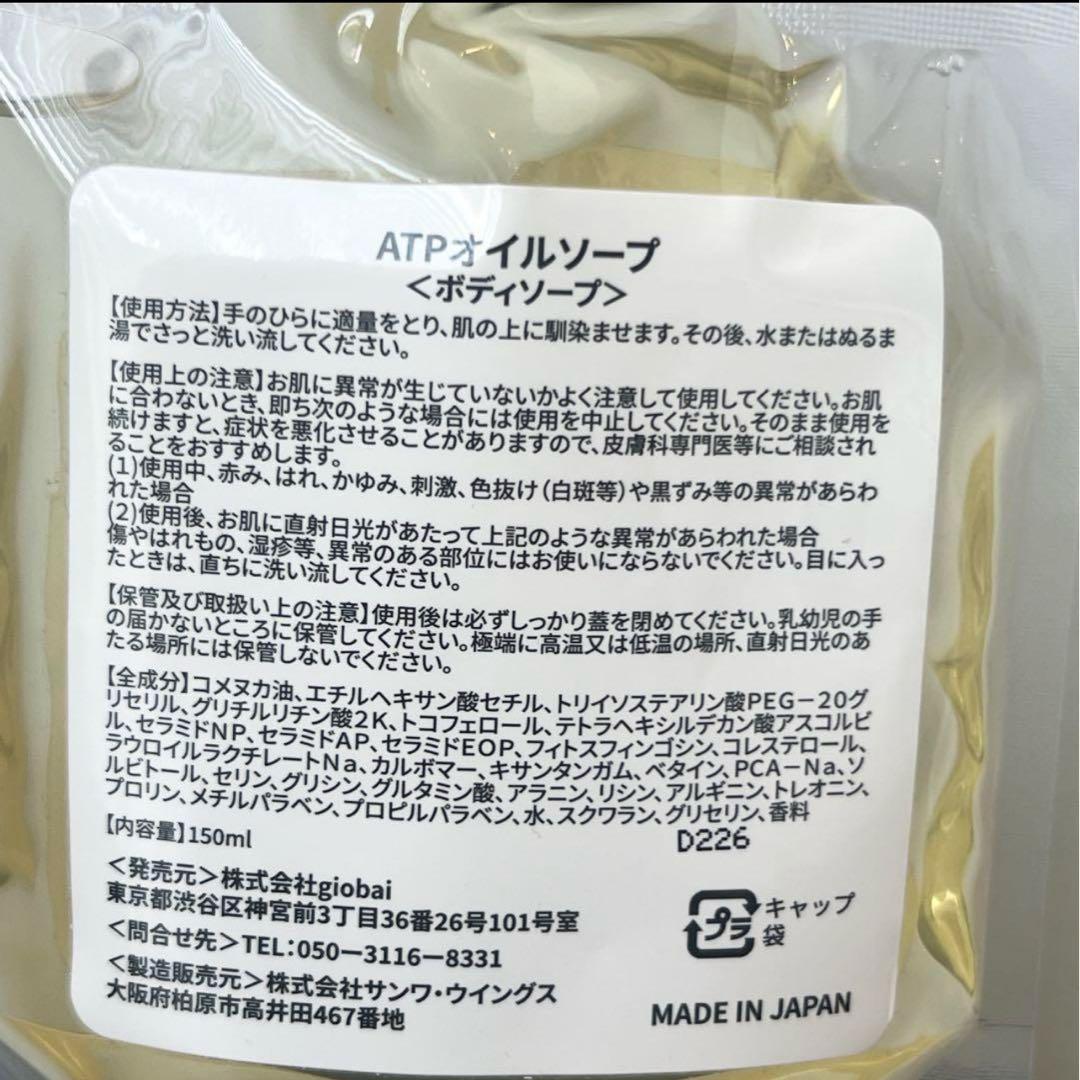 ATPオイルソープ
＜ボディソープ＞
【使用方法】手のひらに適量をとり、肌の上に馴染ませます。その後、水またはぬるま
湯でさっと洗い流してください。
【使用上の注意】お肌に異常が生じていないかよく注意して使用してください。お肌
に合わないとき、即ち次のような場合には使用を中止してください。そのまま使用を
続けますと、症状を悪化させることがありますので、皮膚科専門医等にご相談され
ることをおすすめします。
(1)使用中、赤み、はれ、かゆみ、刺激、色抜け(白斑等)や黒ずみ等の異常があらわ
れた場合
(2)使用後、お肌に直射日光があたって上記のような異常があらわれた場合
傷やはれもの、湿疹等、異常のある部位にはお使いにならないでください。目に入っ
たときは、直ちに洗い流してください。
【保管及び取扱い上の注意】使用後は必ずしっかり蓋を閉めてください。乳幼児の手
の届かないところに保管してください。極端に高温又は低温の場所、直射日光のあ
たる場所には保管しないでください。
【全成分】コメヌカ油、エチルヘキサン酸セチル、トリイソステアリン酸PEG－20グ
リセリル、グリチルリチン酸2K、トコフェロール、テトラヘキシルデカン酸アスコルビ
ル、セラミドNP、セラミドAP、セラミドEOP、フィトスフィンゴシン、コレステロール、
ラウロイルラクチレートNa、カルボマー、キサンタンガム、ベタイン、PCA－Na、ソ
ルビトール、セリン、グリシン、グルタミン酸、アラニン、リシン、アルギニン、トレオニン、
プロリン、メチルパラベン、プロピルパラベン、水、スクワラン、グリセリン、香料
【内容量】150ml
D226
＜発売元＞株式会社giobai
東京都渋谷区神宮前3丁目36番26号101号室
＜問合せ先＞TEL：050ー3116ー8331
＜製造販売元＞株式会社サンワ・ウイングス
大阪府柏原市高井田467番地
プラ
キャップ
袋
MADE IN JAPAN